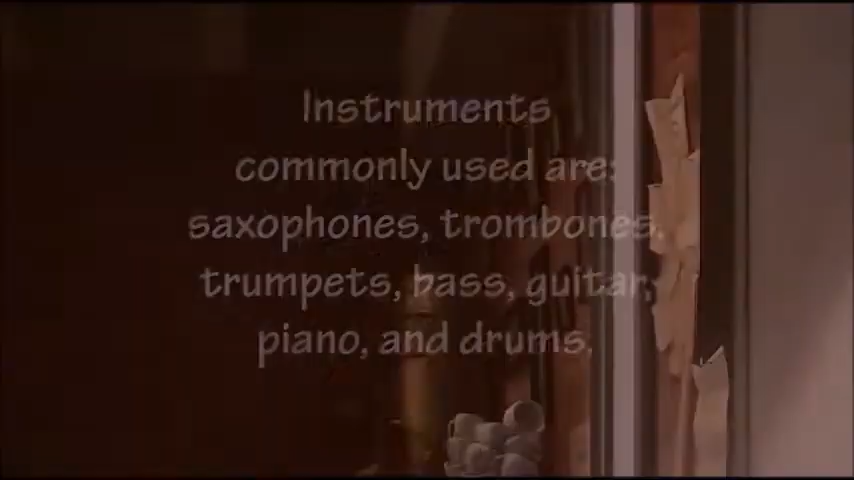 Instruments
commonly used are:
saxophones, trombones,
trumpets, bass, guitar,
piano, and drums.